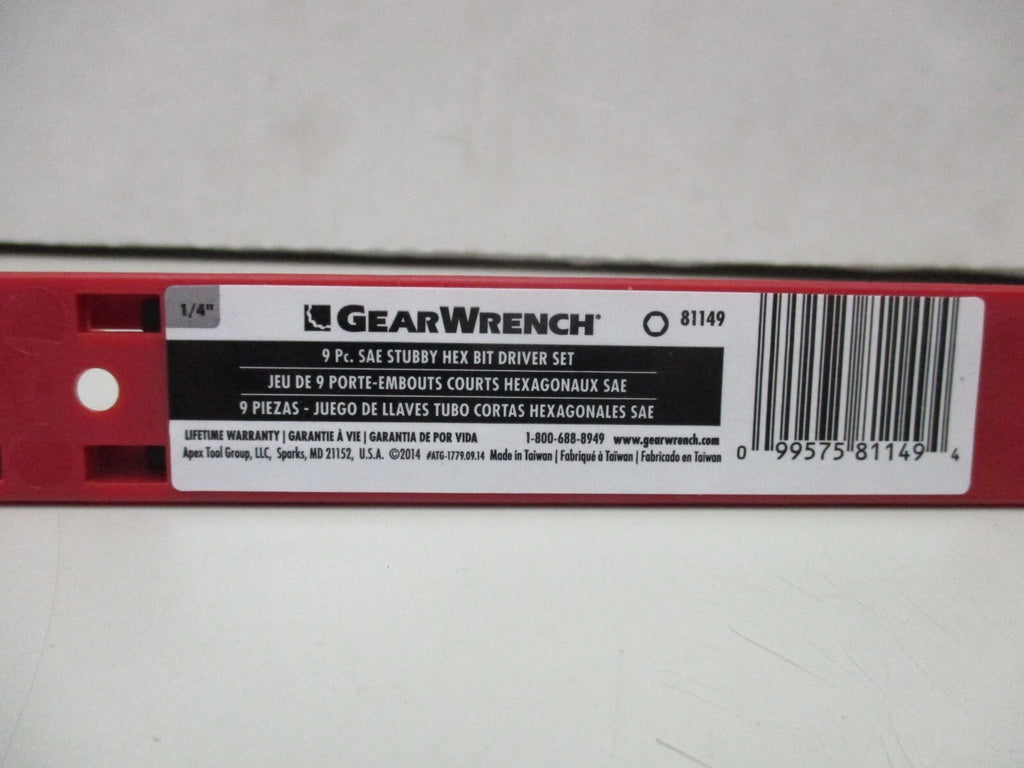 1/4"
GEARWRENCH® 81149
9 Pc. SAE STUBBY HEX BIT DRIVER SET
JEU DE 9 PORTE-EMBOUTS COURTS HEXAGONAUX SAE
9 PIEZAS - JUEGO DE LLAVES TUBO CORTAS HEXAGONALES SAE
LIFETIME WARRANTY | GARANTIE À VIE | GARANTIA DE POR VIDA 1-800-688-8949 www.gearwrench.com
Apex Tool Group, LLC, Sparks, MD 21152, U.S.A. ©2014 #ATG-1779.09.14 Made in Taiwan | Fabriqué à Taïwan | Fabricado en Taiwan
0 99575 81149 4